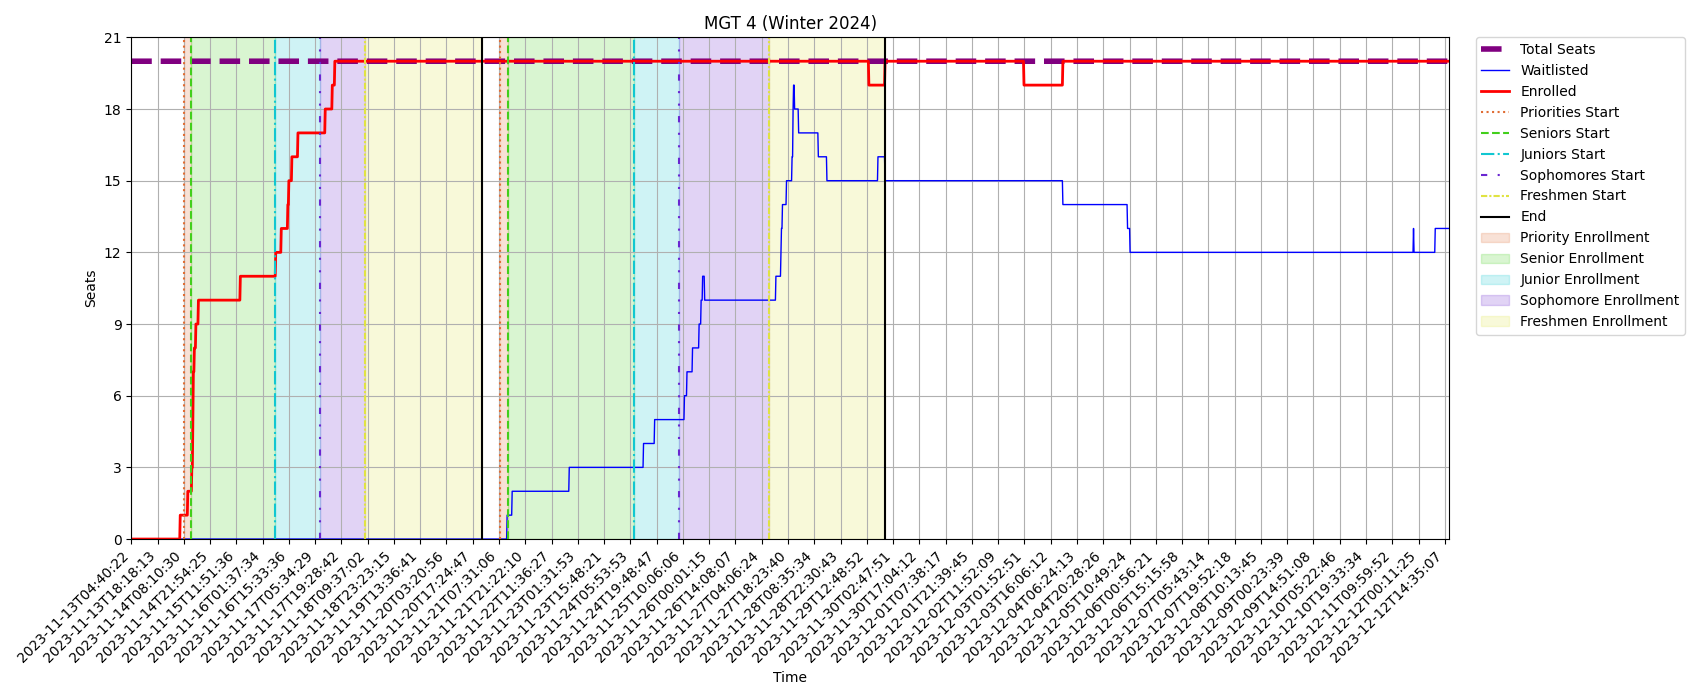 MGT 4 (Winter 2024)
21
18
15
12
9
6
3
0
Seats
2023-11-13T04:40:22
2023-11-13T18:18:13
2023-11-14T08:10:30
2023-11-14T21:54:25
2023-11-15T11:51:36
2023-11-16T01:37:34
2023-11-16T15:33:36
2023-11-17T05:34:29
2023-11-17T19:28:42
2023-11-18T09:37:02
2023-11-18T23:23:15
2023-11-19T13:36:41
2023-11-20T03:20:56
2023-11-20T17:24:47
2023-11-21T07:31:06
2023-11-21T21:22:10
2023-11-22T11:36:27
2023-11-23T01:31:53
2023-11-23T15:48:21
2023-11-24T05:53:53
2023-11-24T19:48:47
2023-11-25T10:06:06
2023-11-26T00:01:15
2023-11-26T14:08:07
2023-11-27T04:06:24
2023-11-27T18:23:40
2023-11-28T08:35:34
2023-11-28T22:30:43
2023-11-29T12:48:52
2023-11-30T02:47:51
2023-11-30T17:04:12
2023-12-01T07:38:17
2023-12-01T21:39:45
2023-12-02T11:52:09
2023-12-03T01:52:51
2023-12-03T16:06:12
2023-12-04T06:24:13
2023-12-04T20:28:26
2023-12-05T10:49:24
2023-12-06T00:56:21
2023-12-06T15:15:58
2023-12-07T05:43:14
2023-12-07T19:52:18
2023-12-08T10:13:45
2023-12-09T00:23:39
2023-12-09T14:51:08
2023-12-10T05:22:46
2023-12-10T19:33:34
2023-12-11T09:59:52
2023-12-12T00:11:25
2023-12-12T14:35:07
Time
Total Seats
Waitlisted
Enrolled
Priorities Start
Seniors Start
Juniors Start
Sophomores Start
Freshmen Start
End
Priority Enrollment
Senior Enrollment
Junior Enrollment
Sophomore Enrollment
Freshmen Enrollment